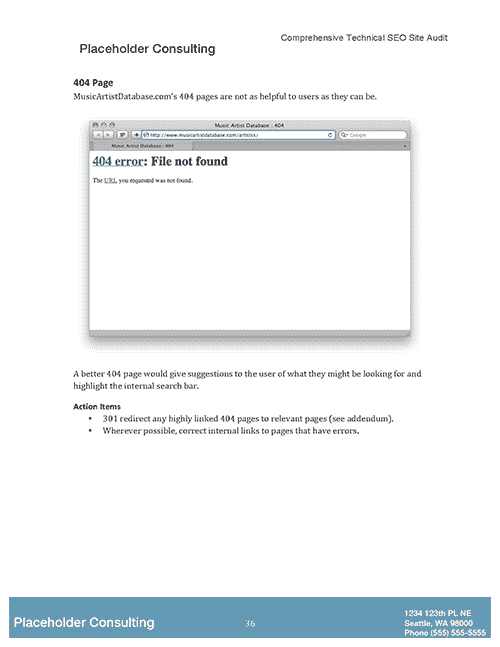 Comprehensive Technical SEO Site Audit
Placeholder Consulting
404 Page
MusicArtistDatabase.com's 404 pages are not as helpful to users as they can be.
Music Artist Database : 404
http://www.musicartistdatabase.com/artistss/
Google
Music Artist Database : 404
404 error: File not found
The URL you requested was not found.
A better 404 page would give suggestions to the user of what they might be looking for and
highlight the internal search bar.
Action Items
• 301 redirect any highly linked 404 pages to relevant pages (see addendum).
• Wherever possible, correct internal links to pages that have errors.
Placeholder Consulting
36
1234 123th PL NE
Seattle, WA 98000
Phone (555) 555-5555